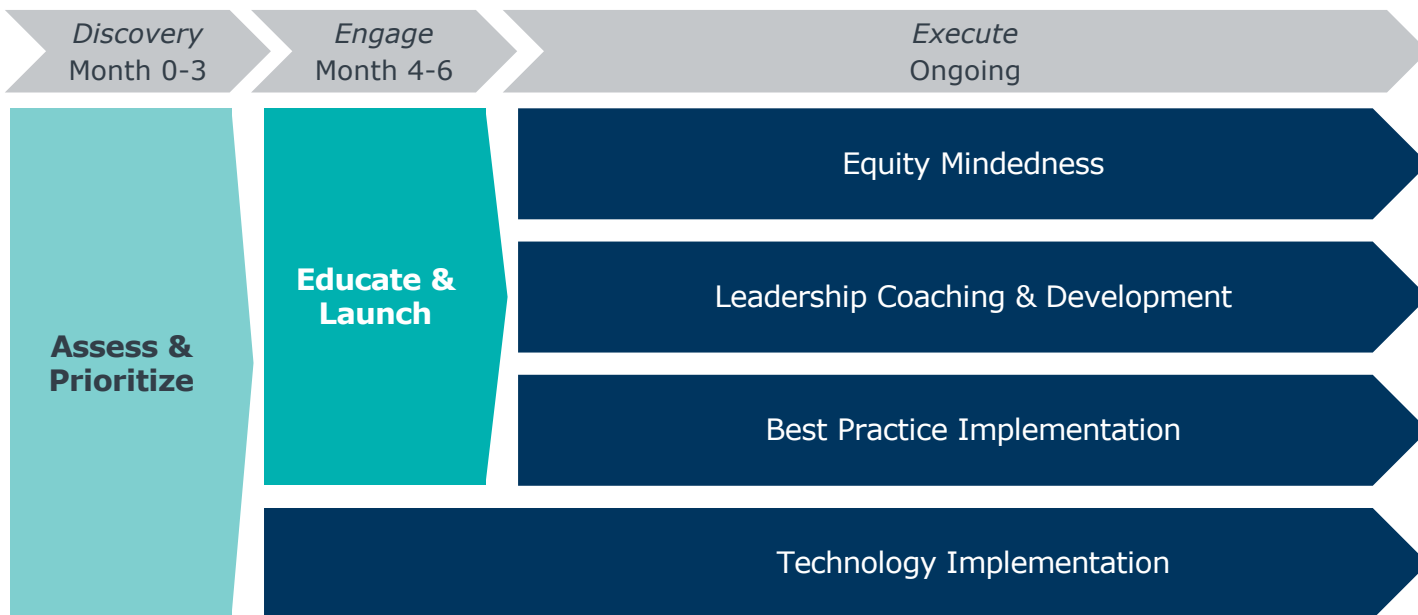 Discovery
Month 0-3
Engage
Month 4-6
Execute
Ongoing
Assess &
Prioritize
Educate &
Launch
Equity Mindedness
Leadership Coaching & Development
Best Practice Implementation
Technology Implementation